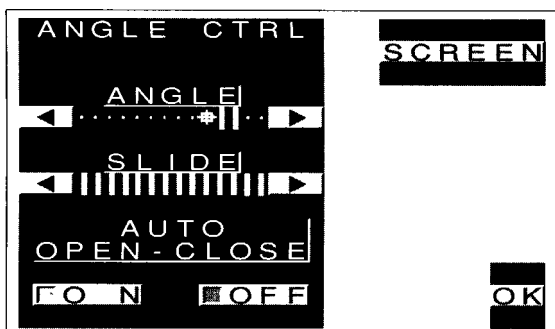 ANGLE CTRL
SCREEN
ANGLE
SLIDE
AUTO
OPEN-CLOSE
ON OFF
OK